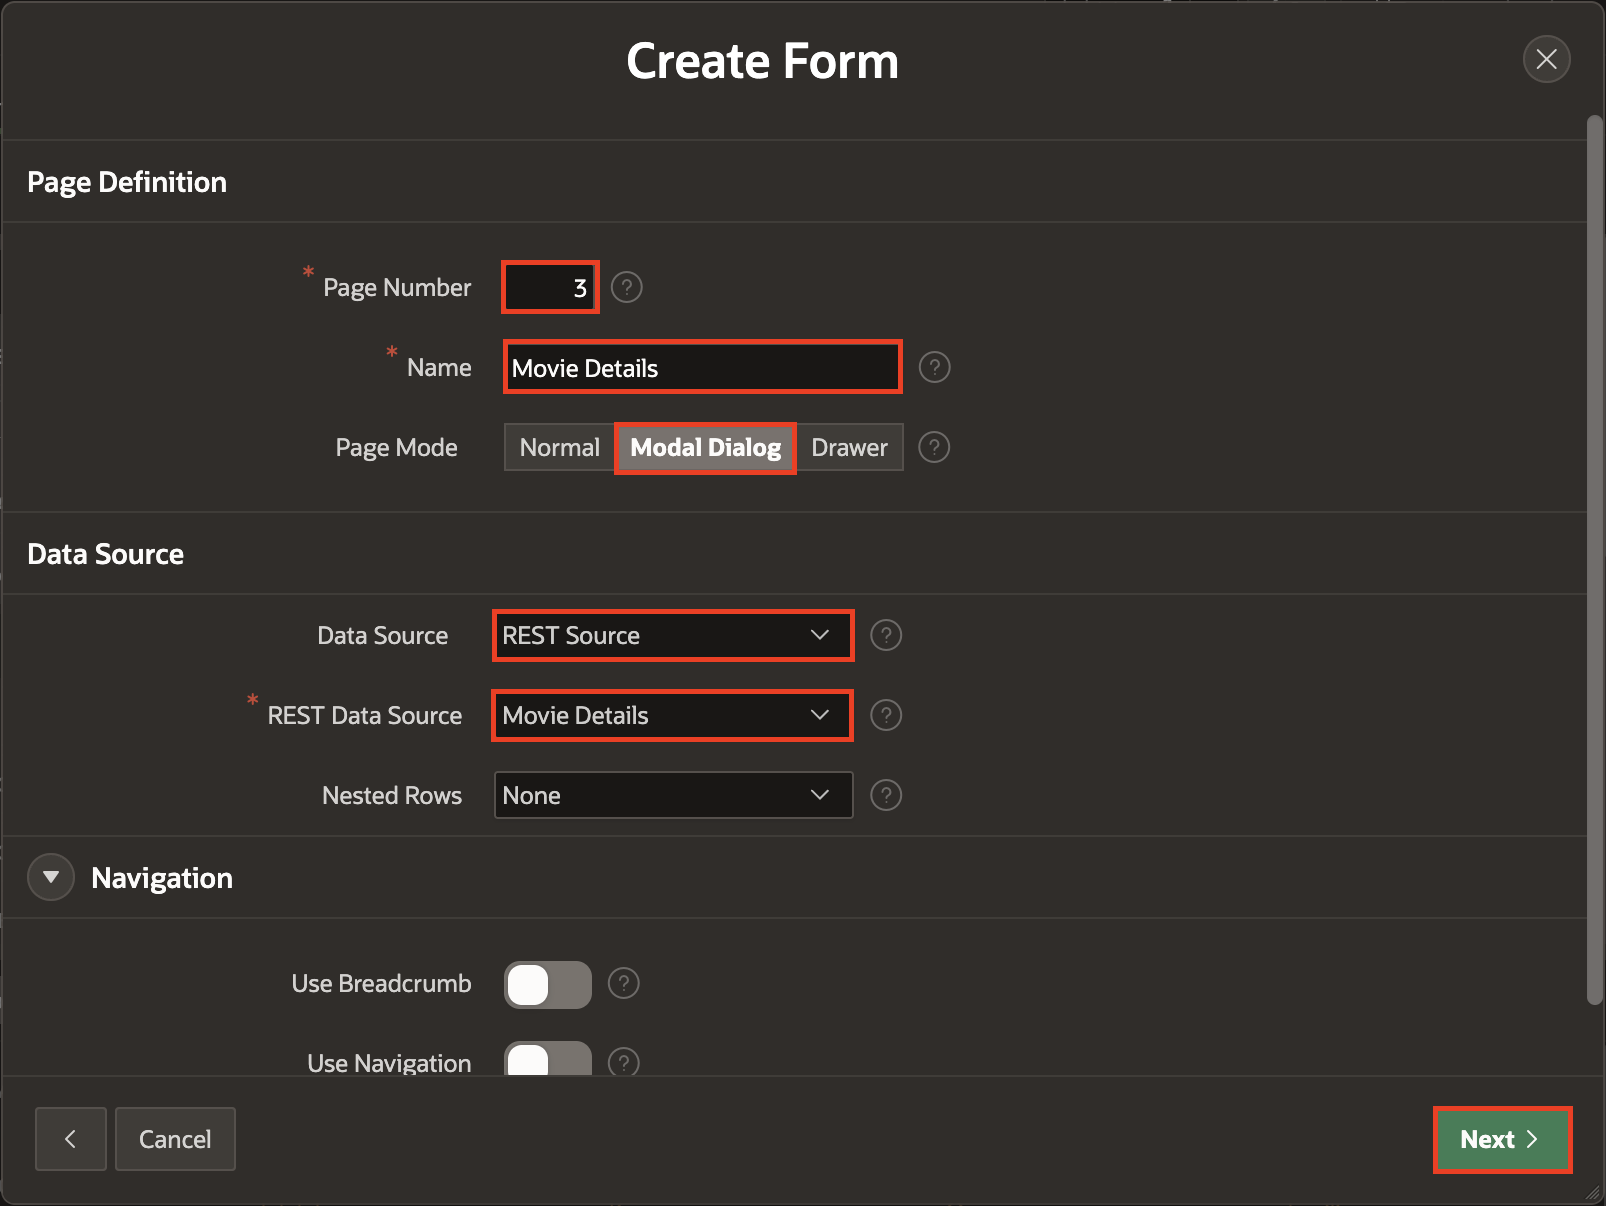 Create Form
Page Definition
* Page Number 3 ?
* Name Movie Details ?
Page Mode Normal Modal Dialog Drawer ?
Data Source
Data Source REST Source ?
* REST Data Source Movie Details ?
Nested Rows None ?
Navigation
Use Breadcrumb ?
Use Navigation ?
Cancel Next